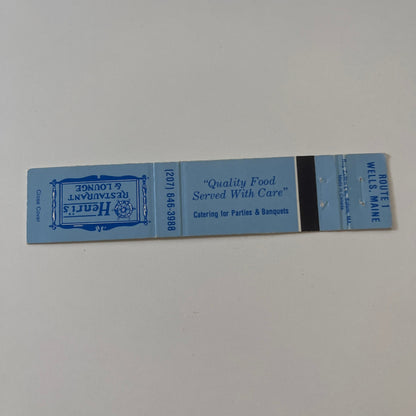 Close Cover
Henri's
RESTAURANT
& LOUNGE
(207) 646-3980
"Quality Food
Served With Care"
Catering for Parties & Banquets
ROUTE 1
WELLS, MAINE